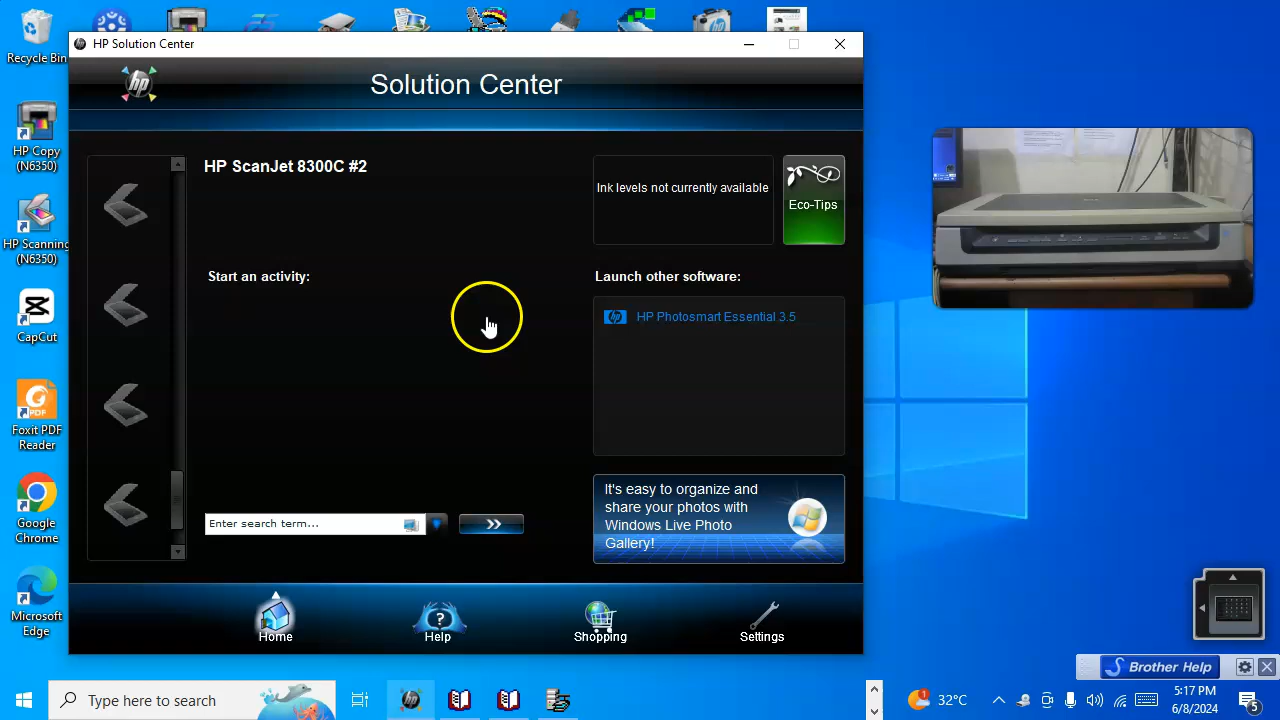 Recycle Bin
HP Copy
(N6350)
HP Scanning
(N6350)
CapCut
Foxit PDF
Reader
Google
Chrome
Microsoft
Edge
HP Solution Center
hp
Solution Center
HP ScanJet 8300C #2
Ink levels not currently available
Eco-Tips
Start an activity:
Launch other software:
HP Photosmart Essential 3.5
Enter search term...
It's easy to organize and
share your photos with
Windows Live Photo
Gallery!
Home
Help
Shopping
Settings
Brother Help
Type here to search
32°C
5:17 PM
6/8/2024
5